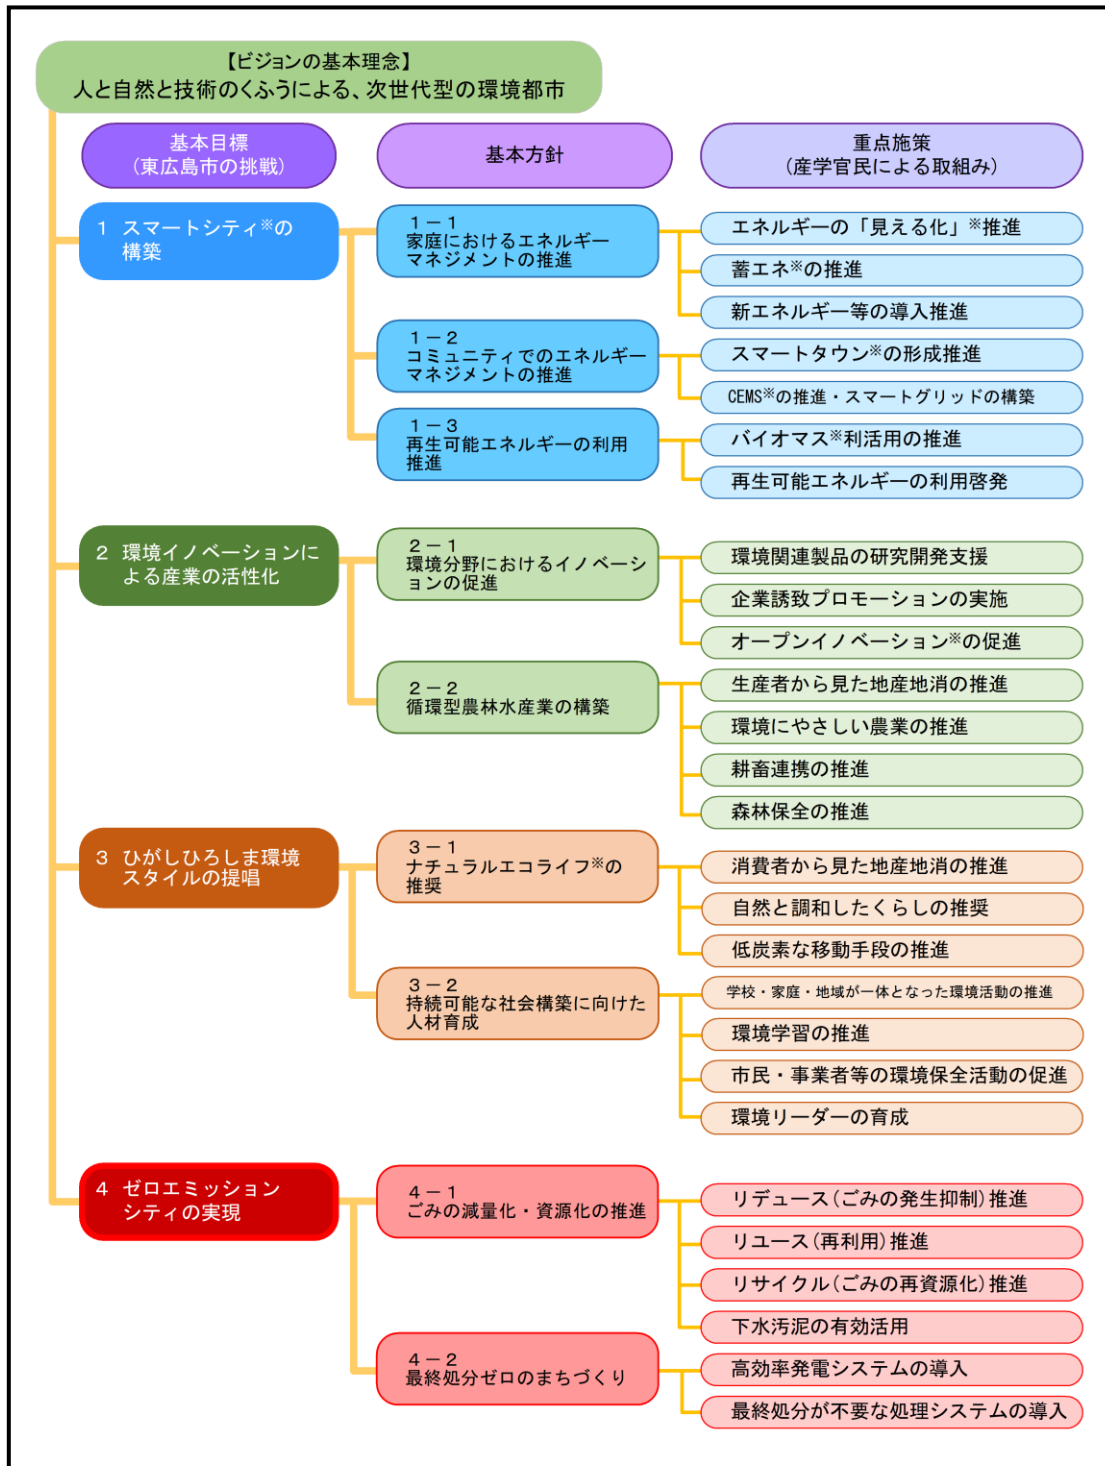 【ビジョンの基本理念】
人と自然と技術のくふうによる、次世代型の環境都市
基本目標
(東広島市の挑戦)
基本方針
重点施策
(産学官民による取組み)
1 スマートシティ※の
構築
1－1
家庭におけるエネルギー
マネジメントの推進
エネルギーの「見える化」※推進
蓄エネ※の推進
新エネルギー等の導入推進
1－2
コミュニティでのエネルギー
マネジメントの推進
スマートタウン※の形成推進
CEMS※の推進・スマートグリッドの構築
1－3
再生可能エネルギーの利用
推進
バイオマス※利活用の推進
再生可能エネルギーの利用啓発
2 環境イノベーションに
よる産業の活性化
2－1
環境分野におけるイノベーシ
ョンの促進
環境関連製品の研究開発支援
企業誘致プロモーションの実施
オープンイノベーション※の促進
2－2
循環型農林水産業の構築
生産者から見た地産地消の推進
環境にやさしい農業の推進
耕畜連携の推進
森林保全の推進
3 ひがしひろしま環境
スタイルの提唱
3－1
ナチュラルエコライフ※の
推奨
消費者から見た地産地消の推進
自然と調和したくらしの推奨
低炭素な移動手段の推進
3－2
持続可能な社会構築に向けた
人材育成
学校・家庭・地域が一体となった環境活動の推進
環境学習の推進
市民・事業者等の環境保全活動の促進
環境リーダーの育成
4 ゼロエミッション
シティの実現
4－1
ごみの減量化・資源化の推進
リデュース(ごみの発生抑制)推進
リユース(再利用)推進
リサイクル(ごみの再資源化)推進
下水汚泥の有効活用
4－2
最終処分ゼロのまちづくり
高効率発電システムの導入
最終処分が不要な処理システムの導入